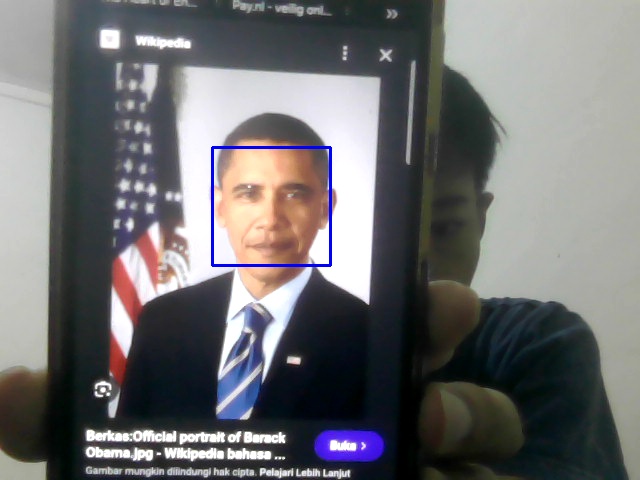 Pay.nl - veilig onl...
»
Wikipedia
Berkas:Official portrait of Barack
Obama.jpg - Wikipedia bahasa ...
Buka >
Gambar mungkin dilindungi hak cipta. Pelajari Lebih Lanjut